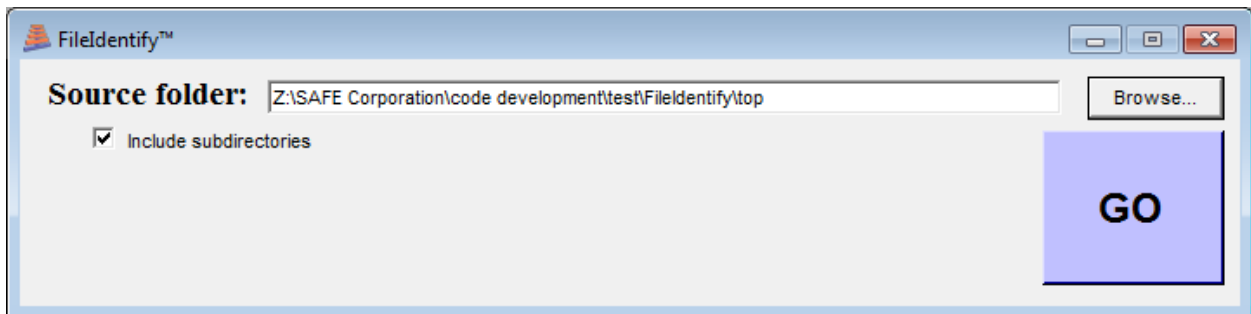 FileIdentify™
Source folder: Z:\SAFE Corporation\code development\test\FileIdentify\top Browse...
Include subdirectories
GO